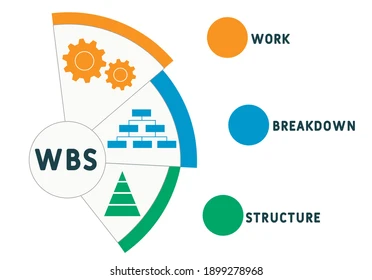 WORK
BREAKDOWN
WBS
STRUCTURE
shutterstock.com · 1899278968